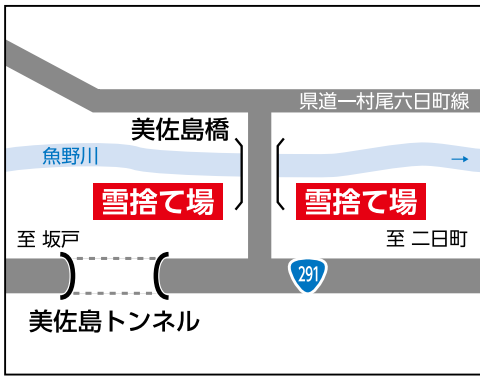 県道一村尾六日町線
美佐島橋
魚野川
→
雪捨て場
雪捨て場
至 坂戸
至 二日町
291
美佐島トンネル